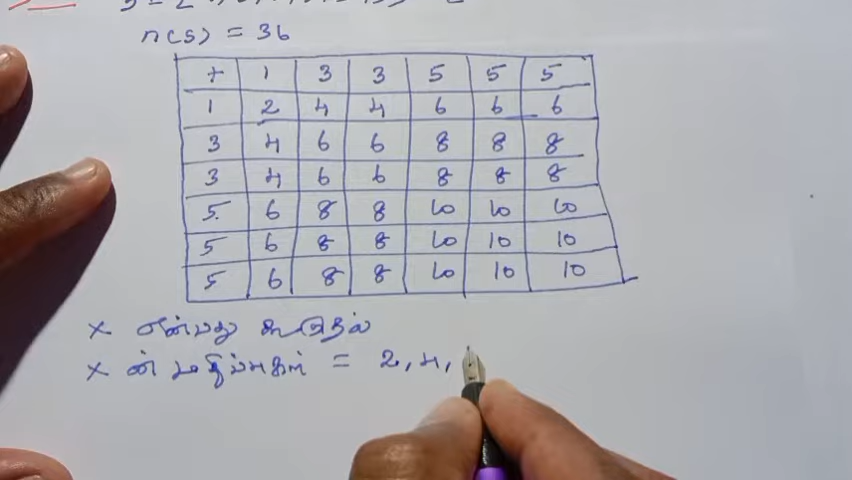 n(s) = 36
+ 1 3 3 5 5 5
1 2 4 4 6 6 6
3 4 6 6 8 8 8
3 4 6 6 8 8 8
5 6 8 8 10 10 10
5 6 8 8 10 10 10
5 6 8 8 10 10 10
x என்பது கூடுதல்
x ன் மதிப்புகள் = 2, 4,